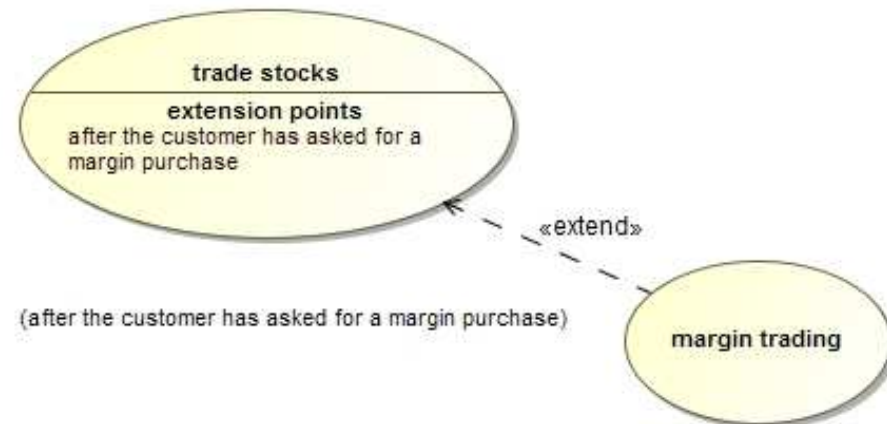 trade stocks
extension points
after the customer has asked for a
margin purchase
«extend»
(after the customer has asked for a margin purchase)
margin trading